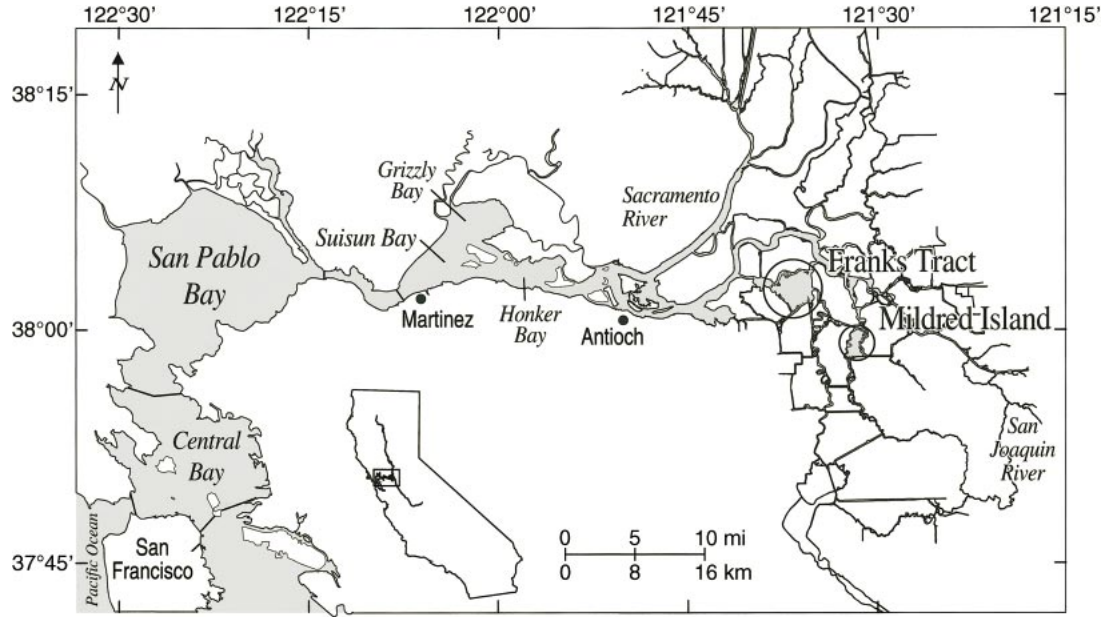 122°30' 122°15' 122°00' 121°45' 121°30' 121°15'
38°15'
38°00'
37°45'
N
Grizzly
Bay
Suisun Bay
San Pablo
Bay
Sacramento
River
Franks Tract
Mildred Island
Martinez
Honker
Bay
Antioch
Central
Bay
San
Joaquin
River
Pacific Ocean
San
Francisco
0 5 10 mi
0 8 16 km